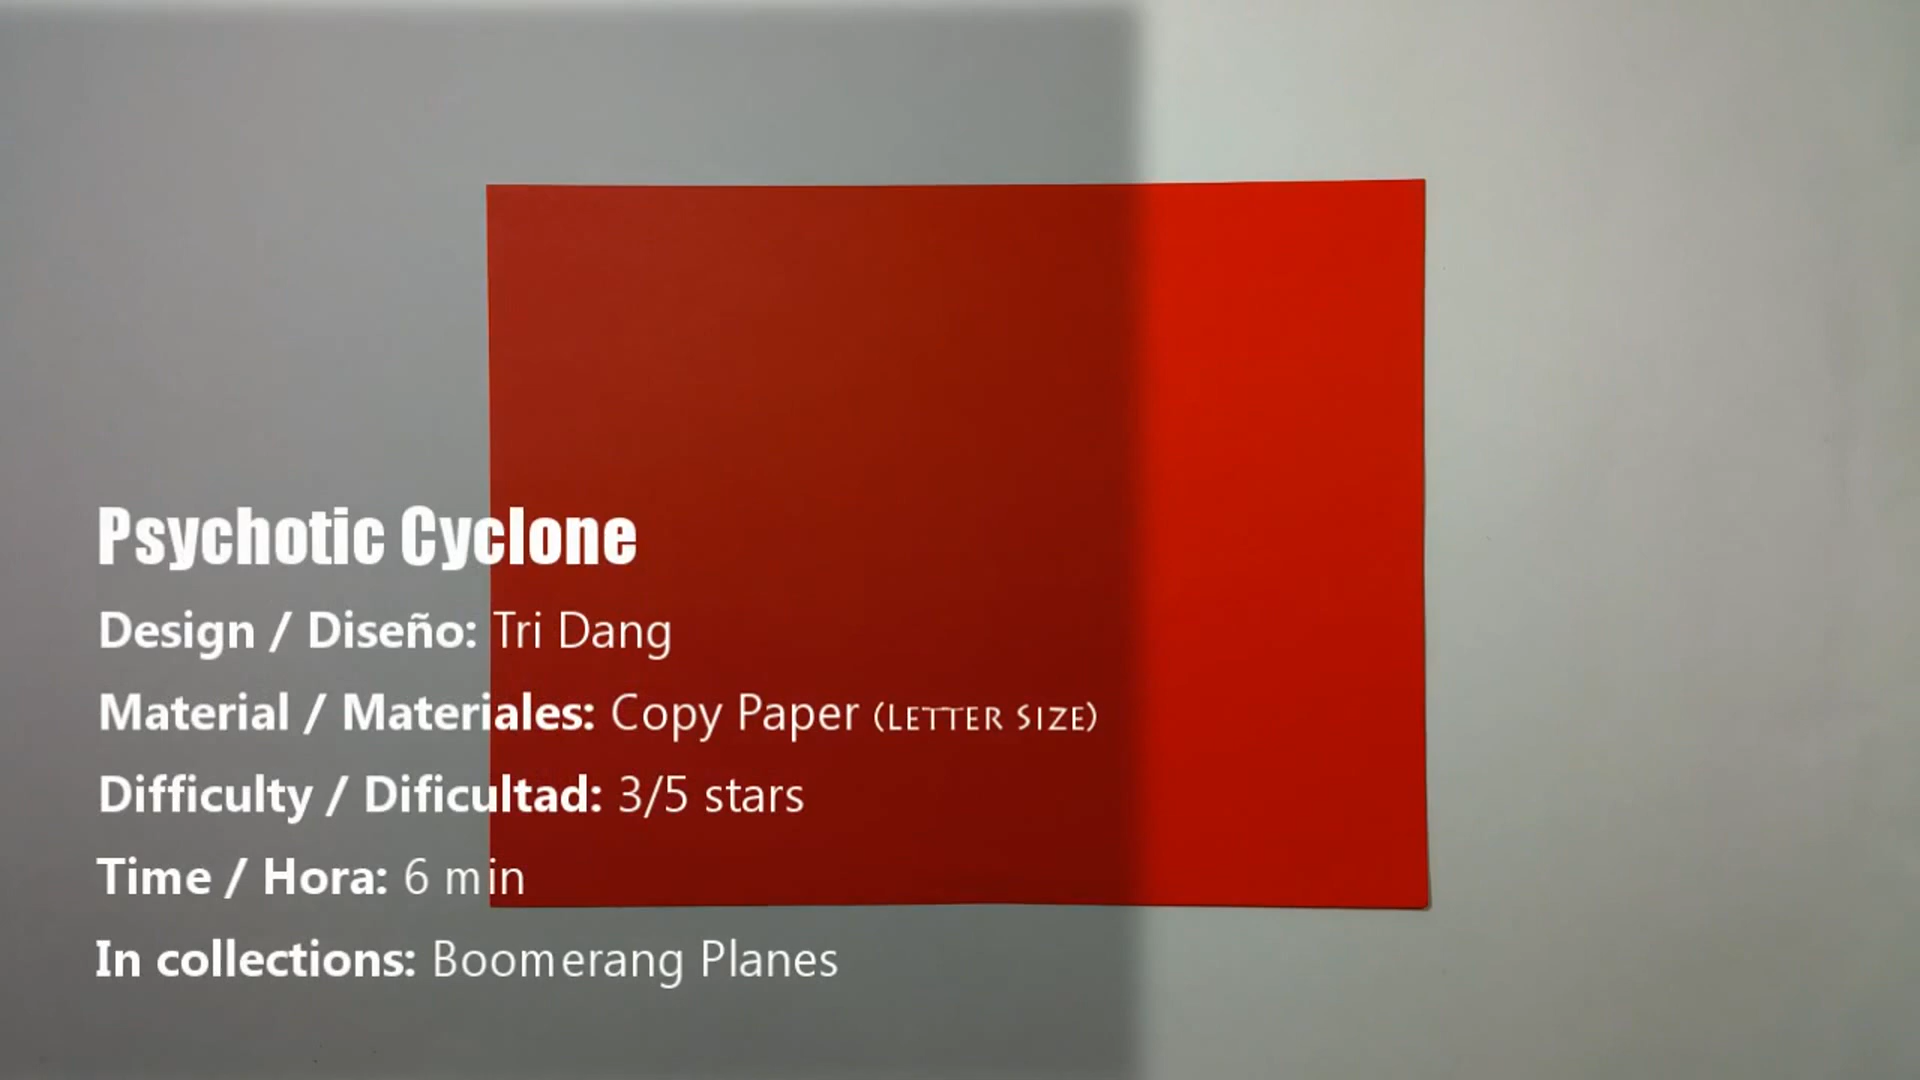 Psychotic Cyclone
Design / Diseño: Tri Dang
Material / Materiales: Copy Paper (LETTER SIZE)
Difficulty / Dificultad: 3/5 stars
Time / Hora: 6 min
In collections: Boomerang Planes